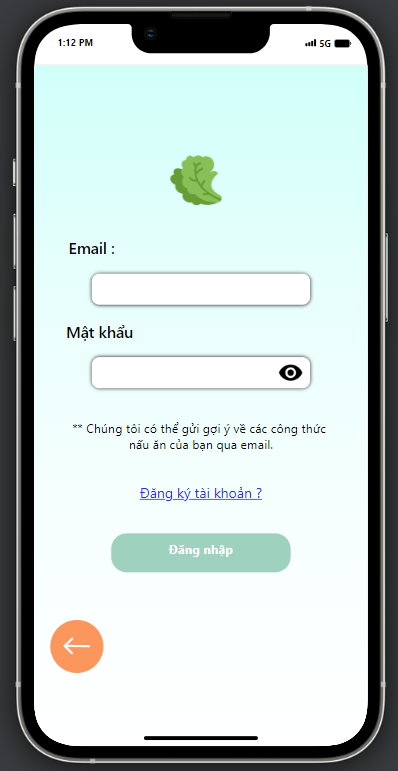 1:12 PM 5G
Email :
Mật khẩu
** Chúng tôi có thể gửi gợi ý về các công thức
nấu ăn của bạn qua email.
Đăng ký tài khoản ?
Đăng nhập